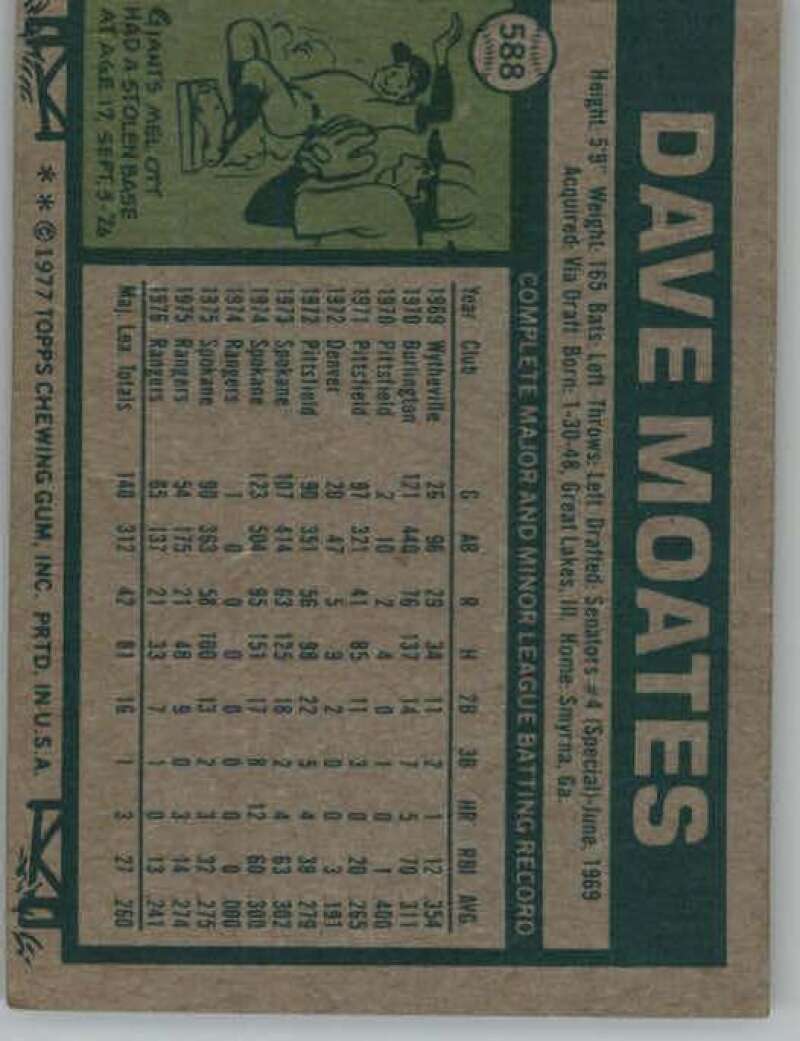 588
DAVE MOATES
Height: 5'9" Weight: 165 Bats: Left Throws: Left Drafted: Senators #4 (Special)-June, 1969
Acquired: Via Draft Born: 1-30-48, Great Lakes, Ill. Home: Smyrna, Ga.
COMPLETE MAJOR AND MINOR LEAGUE BATTING RECORD
Year Club G AB R H 2B 3B HR RBI AVG
1969 Wytheville 26 96 29 34 11 2 1 12 .354
1970 Burlington 121 440 76 137 14 7 5 70 .311
1970 Pittsfield 2 10 2 4 0 1 0 1 .400
1971 Pittsfield 97 321 41 85 11 3 0 20 .265
1972 Denver 20 47 5 9 2 0 0 3 .191
1972 Pittsfield 90 351 56 98 22 5 4 38 .279
1973 Spokane 107 414 63 125 18 2 4 63 .302
1974 Spokane 123 504 95 151 17 8 12 60 .300
1974 Rangers 1 0 0 0 0 0 0 0 .000
1975 Spokane 90 363 58 100 13 2 3 32 .275
1975 Rangers 54 175 21 48 9 0 3 14 .274
1976 Rangers 85 137 21 33 7 1 0 13 .241
Maj. Lea. Totals 140 312 42 81 16 1 3 27 .260
GIANTS MEL OTT
HAD A STOLEN BASE
AT AGE 17, SEPT. 3 '26
* * © 1977 TOPPS CHEWING GUM, INC. PRTD. IN U.S.A.